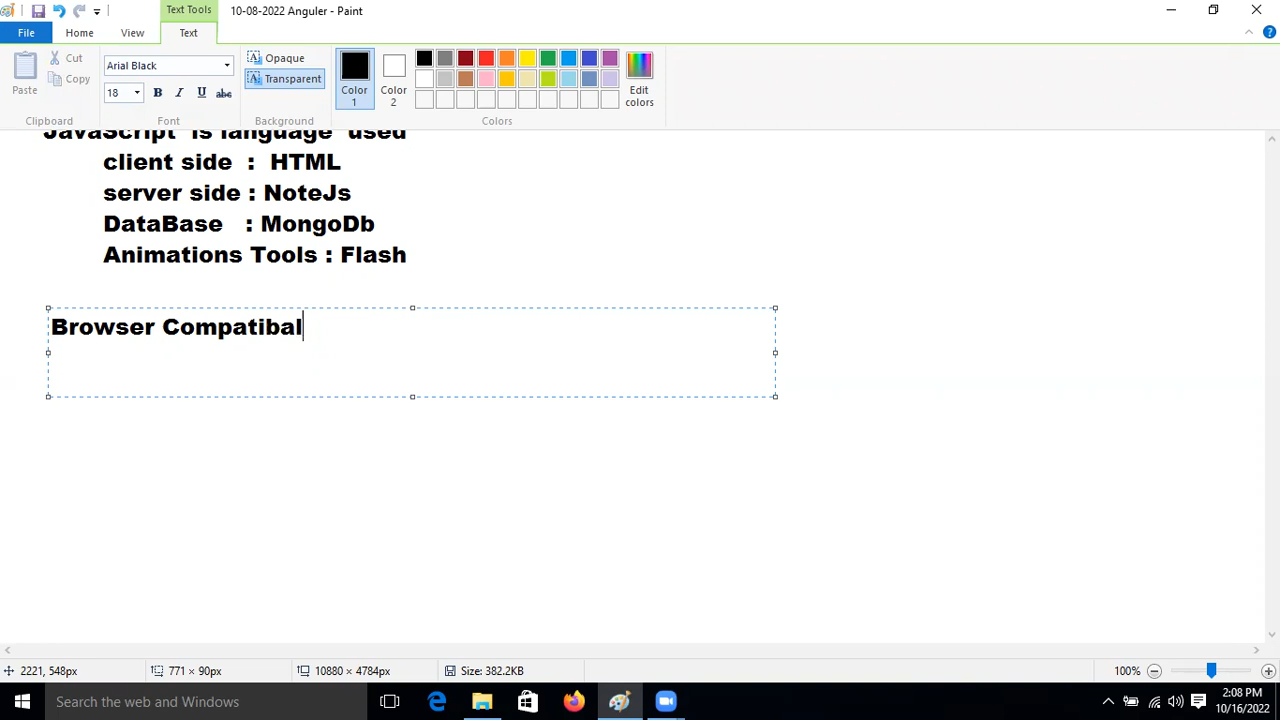 10-08-2022 Anguler - Paint
Text Tools
File
Home
View
Text
Paste
Cut
Copy
Clipboard
Arial Black
18
B I U abc
Font
Opaque
Transparent
Background
Color 1
Color 2
Edit colors
Colors
JavaScript is language used
client side : HTML
server side : NoteJs
DataBase : MongoDb
Animations Tools : Flash
Browser Compatibal
2221, 548px
771 × 90px
10880 × 4784px
Size: 382.2KB
100%
Search the web and Windows
2:08 PM
10/16/2022